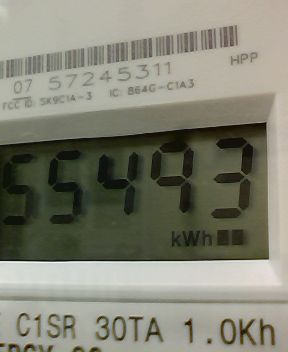 HPP
07 57245311
FCC ID: SK9C1A-3 IC: 864G-C1A3
55493
kWh
C1SR 30TA 1.0Kh